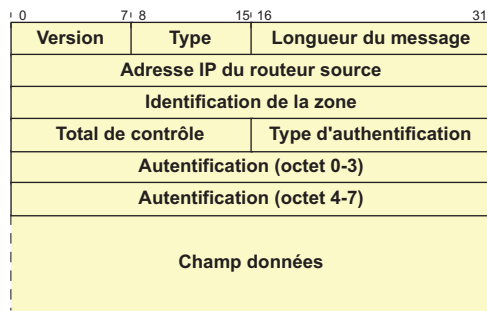 0 7 8 15 16 31
Version Type Longueur du message
Adresse IP du routeur source
Identification de la zone
Total de contrôle Type d'authentification
Autentification (octet 0-3)
Autentification (octet 4-7)
Champ données